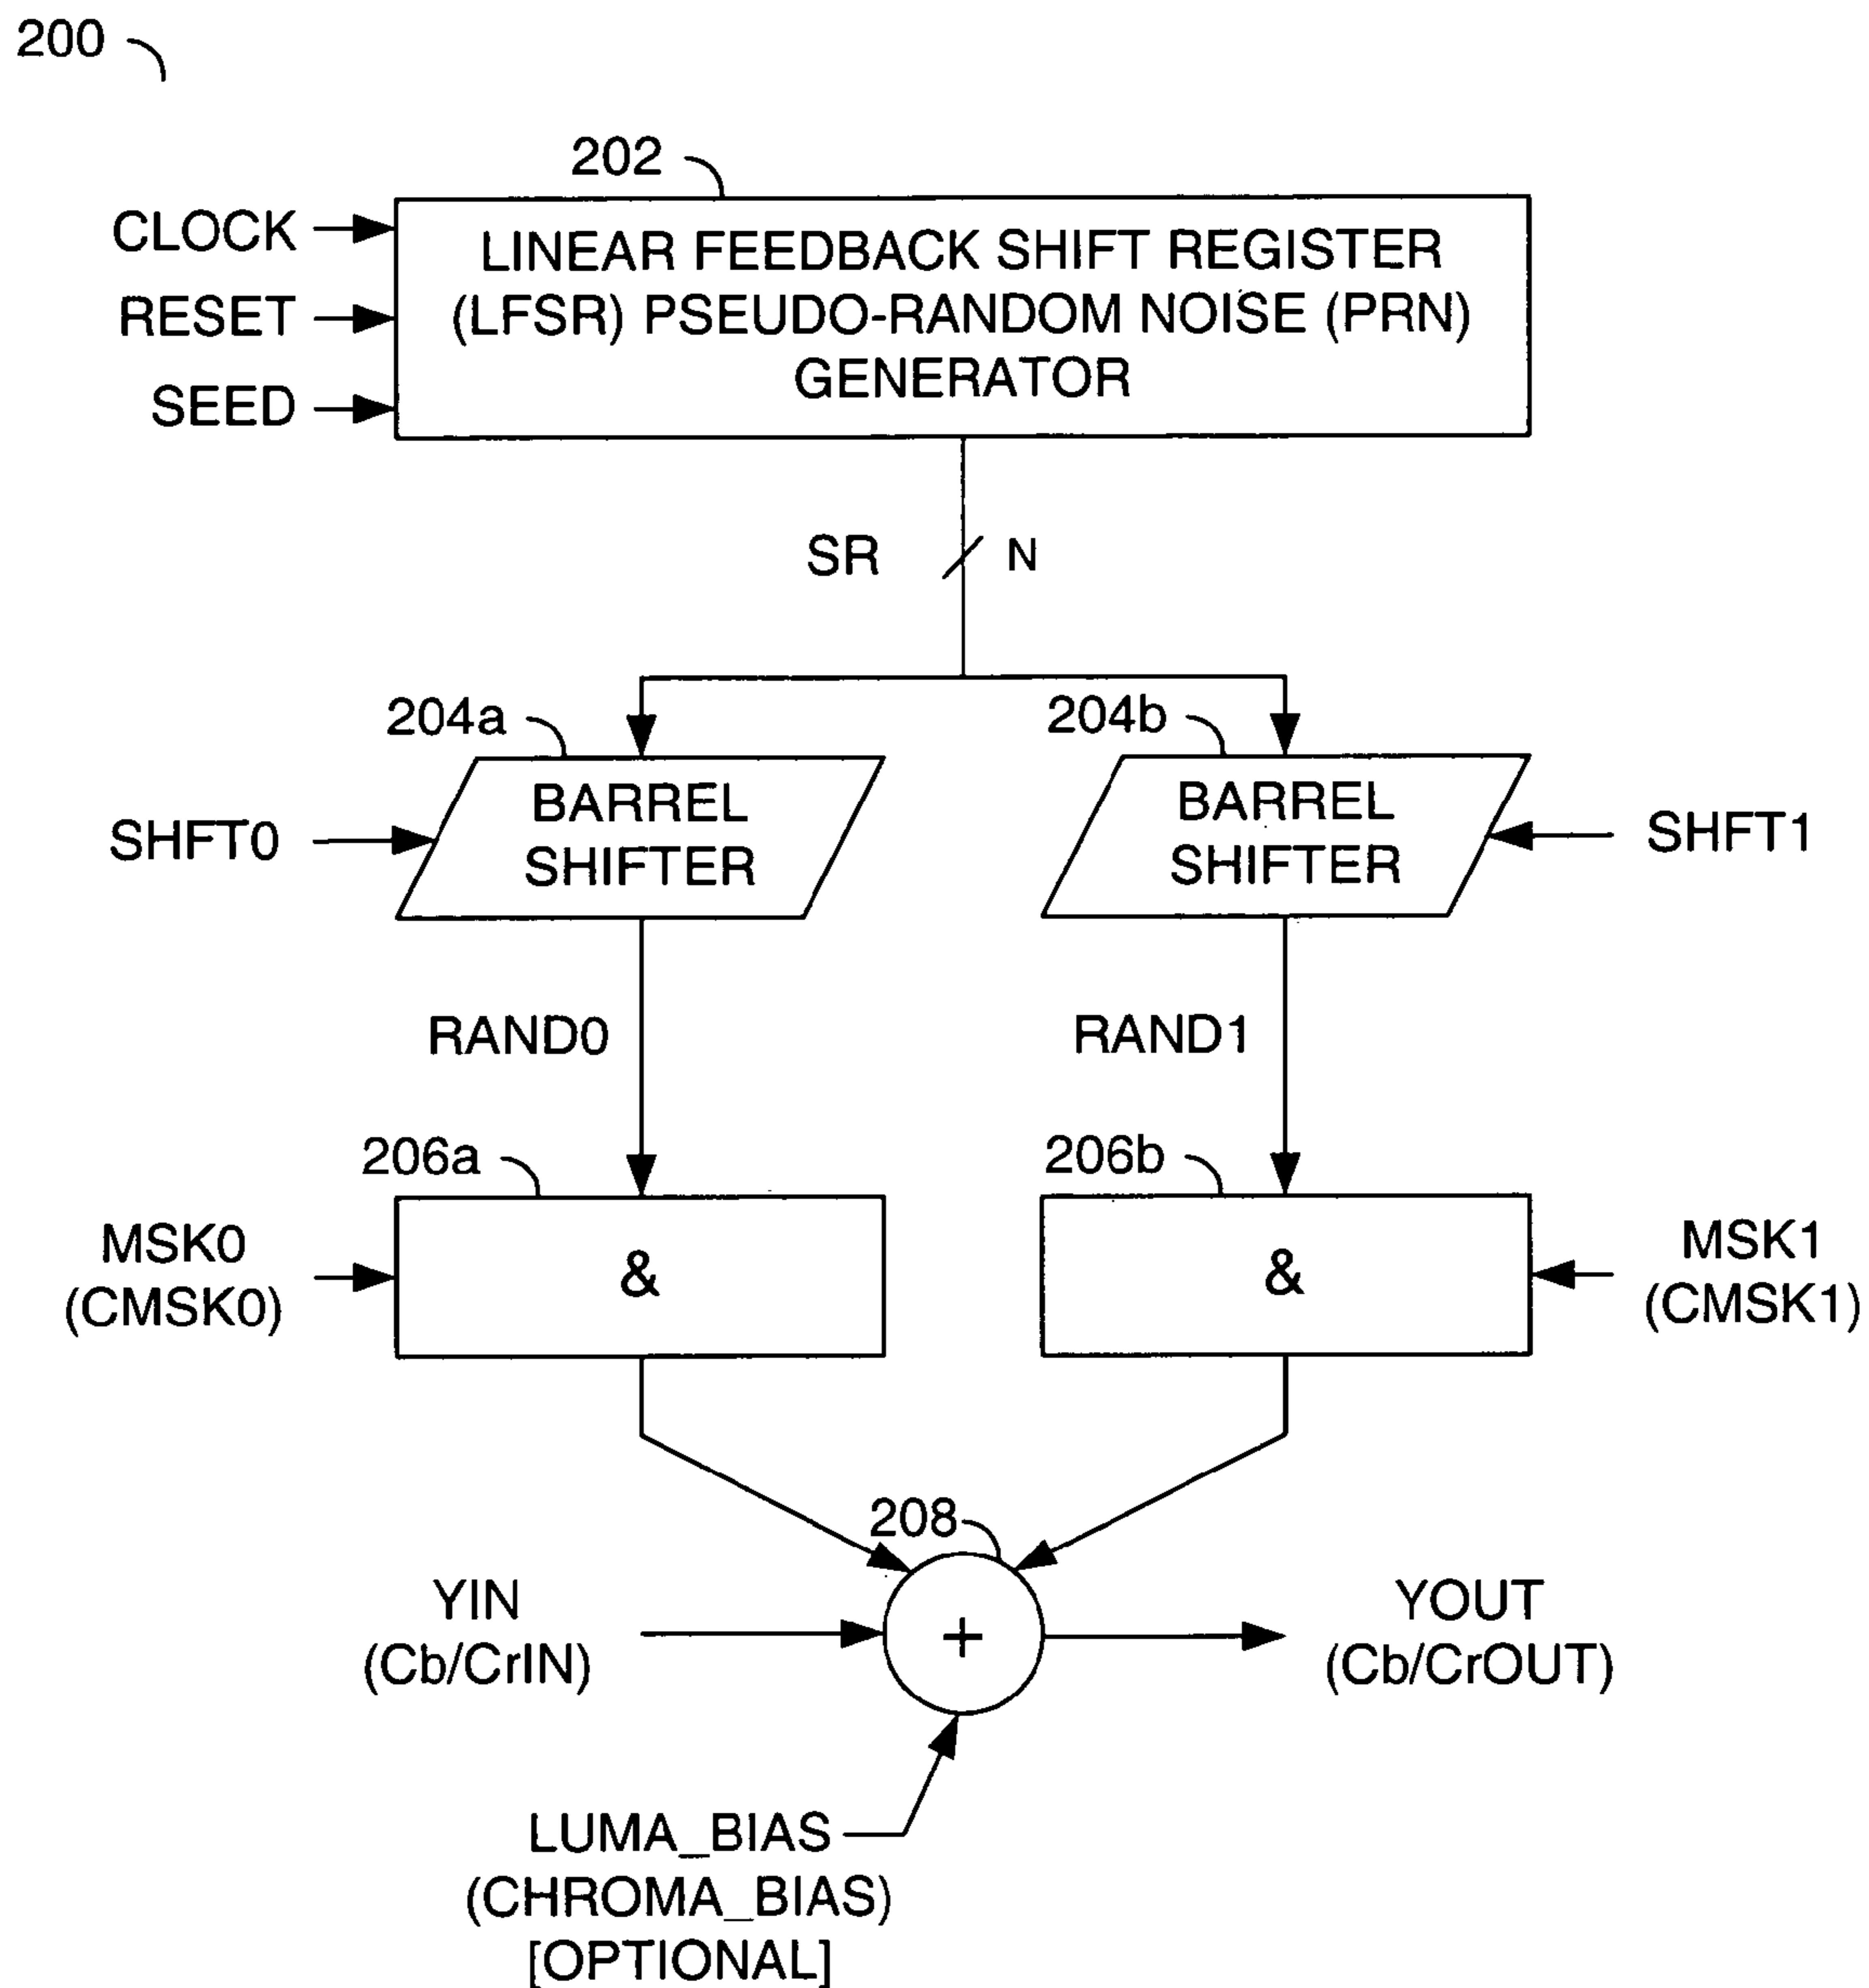 200
202
CLOCK
RESET
SEED
LINEAR FEEDBACK SHIFT REGISTER
(LFSR) PSEUDO-RANDOM NOISE (PRN)
GENERATOR
SR N
204a
204b
BARREL
SHIFTER
BARREL
SHIFTER
SHFT0
SHFT1
RAND0
RAND1
206a
206b
MSK0
(CMSK0)
&
&
MSK1
(CMSK1)
208
YIN
(Cb/CrIN)
+
YOUT
(Cb/CrOUT)
LUMA_BIAS
(CHROMA_BIAS)
[OPTIONAL]